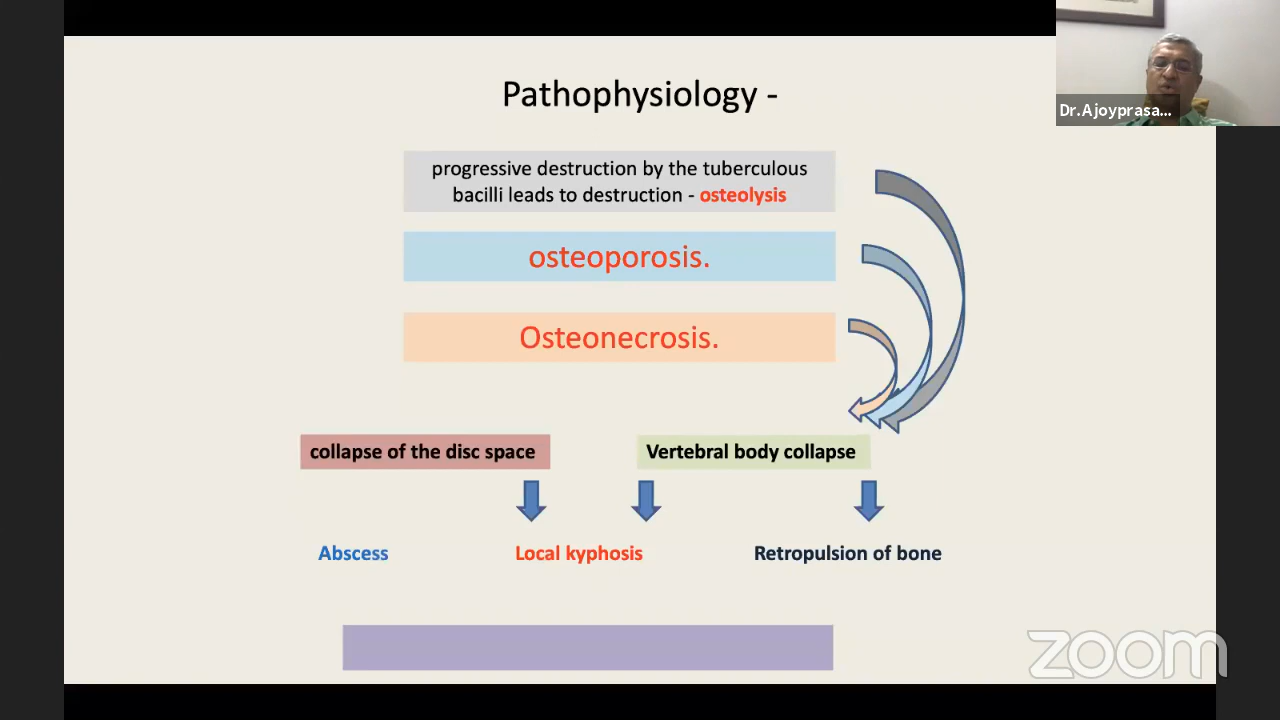 Dr.Ajoyprasa...
Pathophysiology -
progressive destruction by the tuberculous
bacilli leads to destruction - osteolysis
osteoporosis.
Osteonecrosis.
collapse of the disc space
Vertebral body collapse
Abscess
Local kyphosis
Retropulsion of bone
zoom